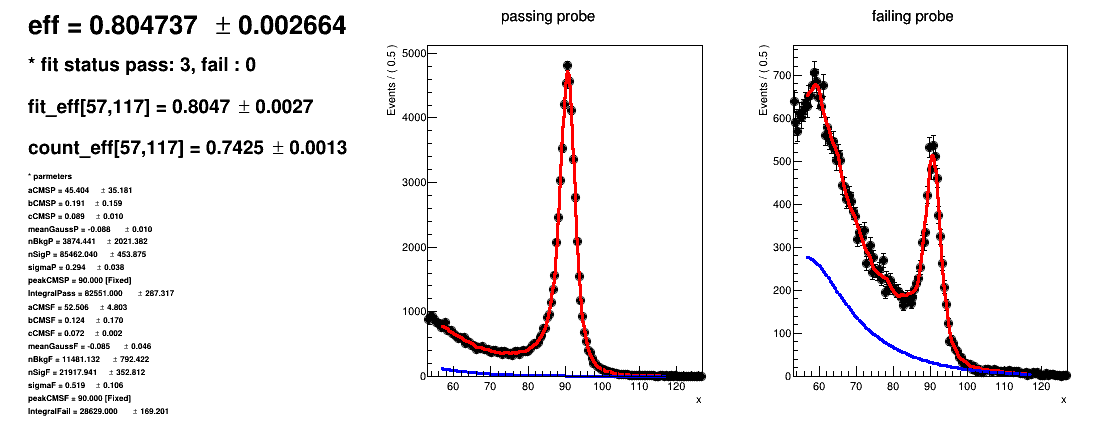 eff = 0.804737 ± 0.002664
* fit status pass: 3, fail : 0
fit_eff[57,117] = 0.8047 ± 0.0027
count_eff[57,117] = 0.7425 ± 0.0013
* parmeters
aCMSP = 45.404 ± 35.181
bCMSP = 0.191 ± 0.159
cCMSP = 0.089 ± 0.010
meanGaussP = -0.088 ± 0.010
nBkgP = 3874.441 ± 2021.382
nSigP = 85462.040 ± 453.875
sigmaP = 0.294 ± 0.038
peakCMSP = 90.000 [Fixed]
IntegralPass = 82551.000 ± 287.317
aCMSF = 52.506 ± 4.803
bCMSF = 0.124 ± 0.170
cCMSF = 0.072 ± 0.002
meanGaussF = -0.085 ± 0.046
nBkgF = 11481.132 ± 792.422
nSigF = 21917.941 ± 352.812
sigmaF = 0.519 ± 0.106
peakCMSF = 90.000 [Fixed]
IntegralFail = 28629.000 ± 169.201
passing probe
Events / ( 0.5 )
5000
4000
3000
2000
1000
0
60 70 80 90 100 110 120
x
failing probe
Events / ( 0.5 )
700
600
500
400
300
200
100
0
60 70 80 90 100 110 120
x